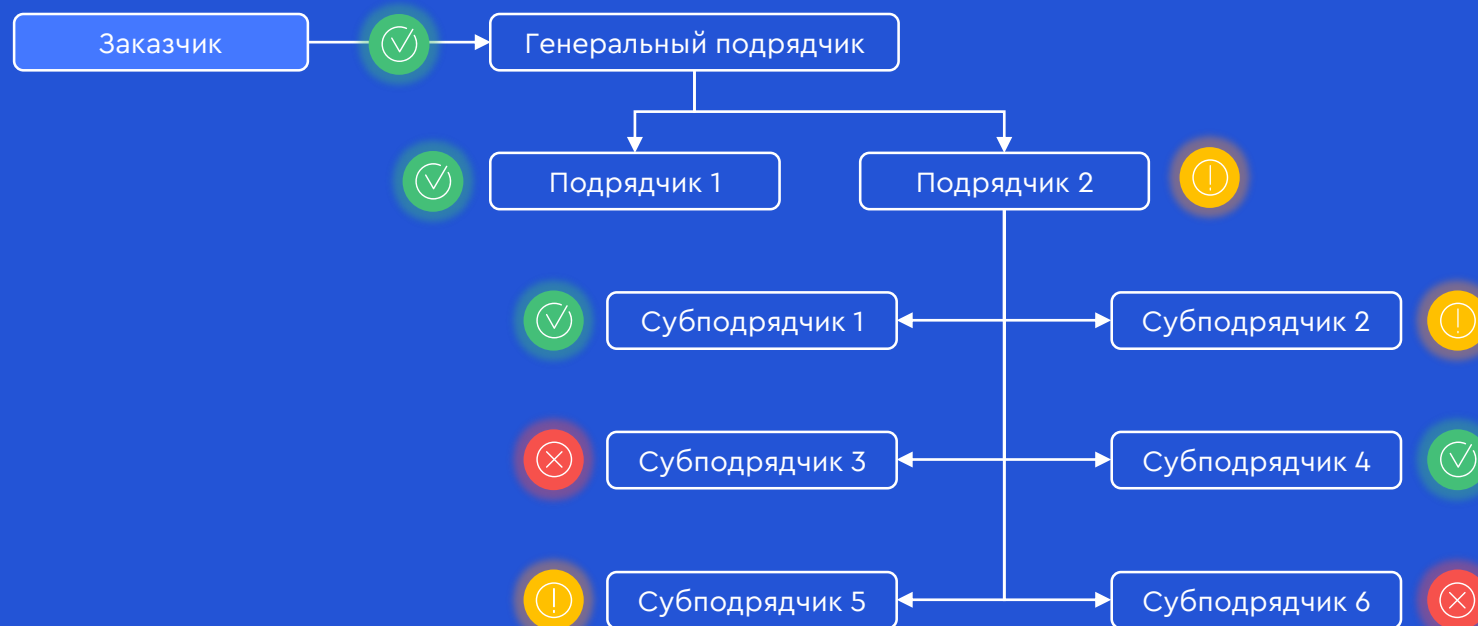 Заказчик
Генеральный подрядчик
Подрядчик 1
Подрядчик 2
Субподрядчик 1
Субподрядчик 2
Субподрядчик 3
Субподрядчик 4
Субподрядчик 5
Субподрядчик 6